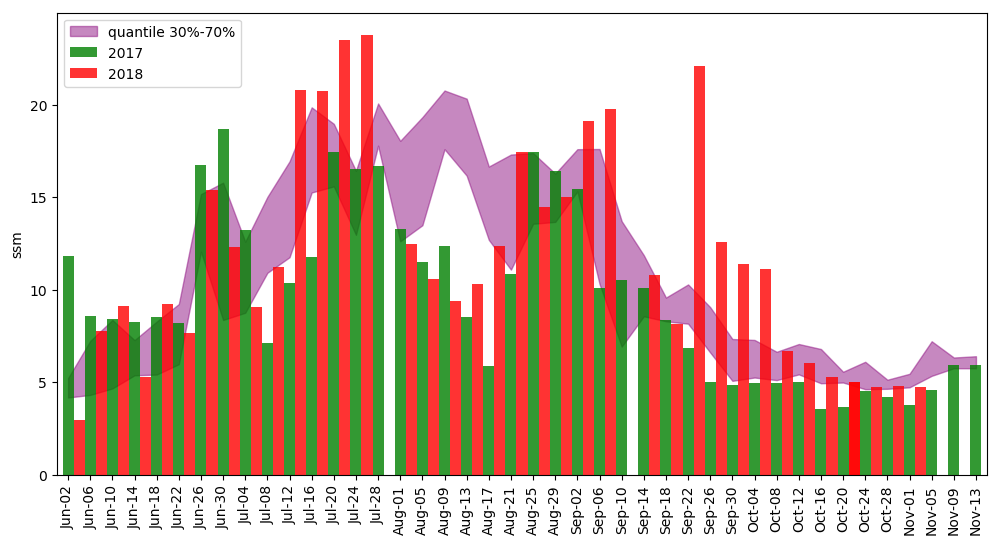 quantile 30%-70%
2017
2018
ssm
20
15
10
5
0
Jun-02
Jun-06
Jun-10
Jun-14
Jun-18
Jun-22
Jun-26
Jun-30
Jul-04
Jul-08
Jul-12
Jul-16
Jul-20
Jul-24
Jul-28
Aug-01
Aug-05
Aug-09
Aug-13
Aug-17
Aug-21
Aug-25
Aug-29
Sep-02
Sep-06
Sep-10
Sep-14
Sep-18
Sep-22
Sep-26
Sep-30
Oct-04
Oct-08
Oct-12
Oct-16
Oct-20
Oct-24
Oct-28
Nov-01
Nov-05
Nov-09
Nov-13